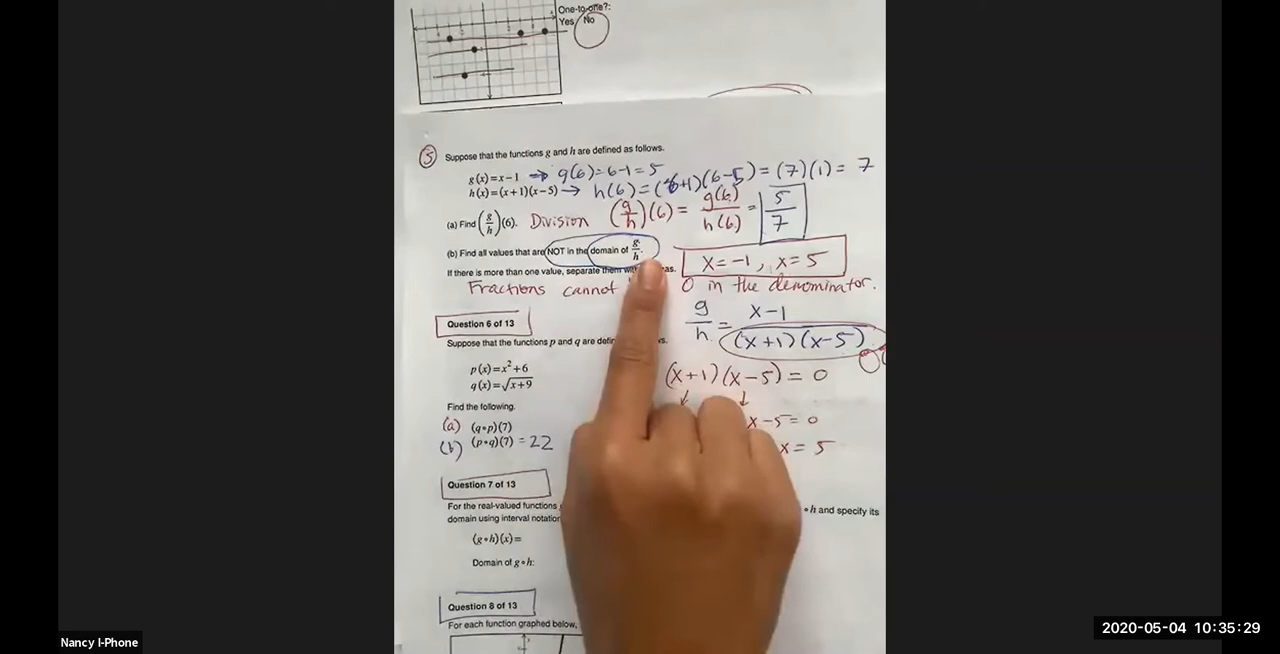 One-to-one?:
Yes No
5 Suppose that the functions g and h are defined as follows.
g(x)=x-1 → g(6)=6-1=5
h(x)=(x+1)(x-5) → h(6)=(6+1)(6-5)=(7)(1)=7
(a) Find (g/h)(6). Division (g/h)(6) = g(6)/h(6) = 5/7
(b) Find all values that are NOT in the domain of g/h. x=-1, x=5
If there is more than one value, separate them
Fractions cannot 0 in the denominator.
g/h = x-1/(x+1)(x-5)
Question 6 of 13
Suppose that the functions p and q are
p(x)=x²+6
q(x)=√x+9
(x+1)(x-5)=0
↓ ↓
Find the following.
x-5=0
(a) (q∘p)(7)
(b) (p∘q)(7) = 22
x=5
Question 7 of 13
For the real-valued functions ∘h and specify its
domain using interval
(g∘h)(x)=
Domain of g∘h:
Question 8 of 13
For each function graphed below,
Nancy I-Phone
2020-05-04 10:35:29